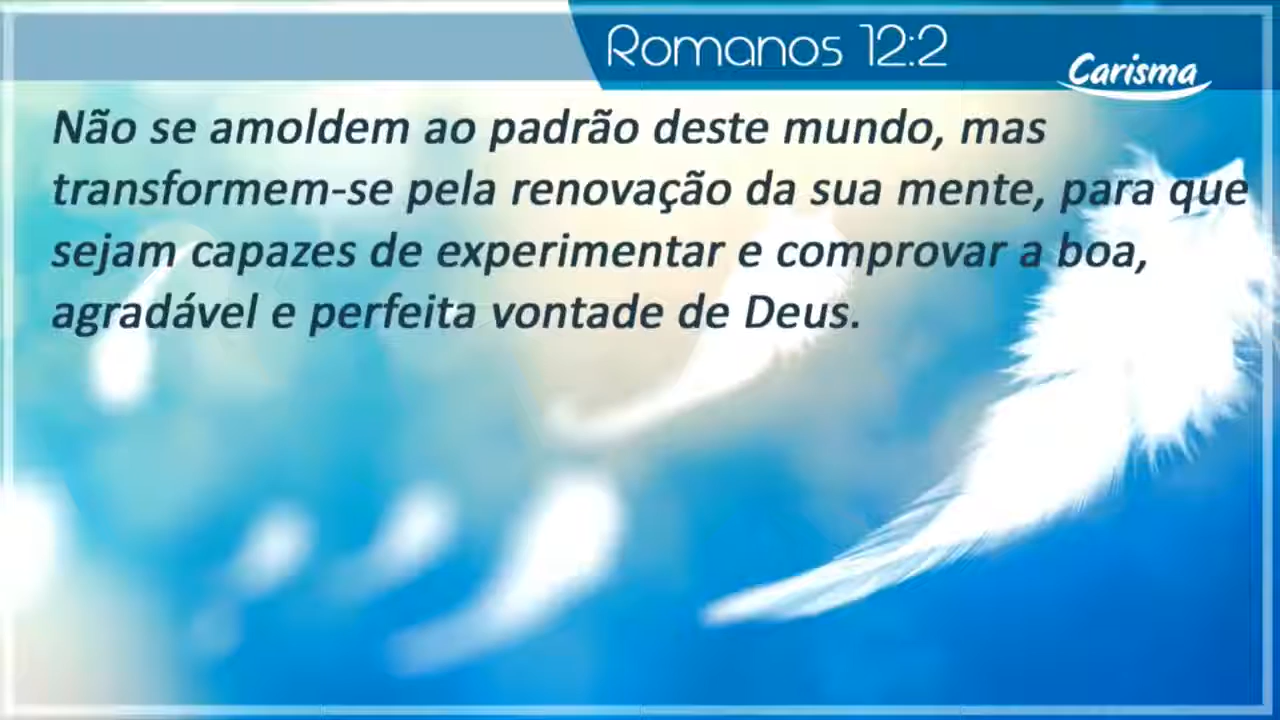 Romanos 12:2
Carisma
Não se amoldem ao padrão deste mundo, mas
transformem-se pela renovação da sua mente, para que
sejam capazes de experimentar e comprovar a boa,
agradável e perfeita vontade de Deus.